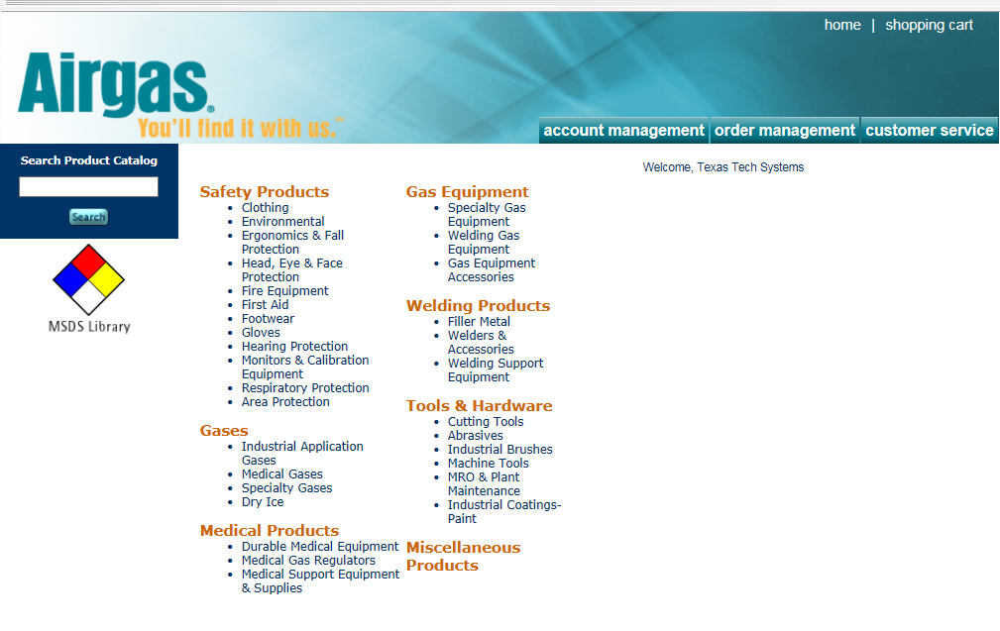 home | shopping cart
Airgas®
You'll find it with us.™
account management
order management
customer service
Search Product Catalog
Search
MSDS Library
Welcome, Texas Tech Systems
Safety Products
• Clothing
• Environmental
• Ergonomics & Fall
Protection
• Head, Eye & Face
Protection
• Fire Equipment
• First Aid
• Footwear
• Gloves
• Hearing Protection
• Monitors & Calibration
Equipment
• Respiratory Protection
• Area Protection
Gases
• Industrial Application
Gases
• Medical Gases
• Specialty Gases
• Dry Ice
Medical Products
• Durable Medical Equipment
• Medical Gas Regulators
• Medical Support Equipment
& Supplies
Gas Equipment
• Specialty Gas
Equipment
• Welding Gas
Equipment
• Gas Equipment
Accessories
Welding Products
• Filler Metal
• Welders &
Accessories
• Welding Support
Equipment
Tools & Hardware
• Cutting Tools
• Abrasives
• Industrial Brushes
• Machine Tools
• MRO & Plant
Maintenance
• Industrial Coatings-
Paint
Miscellaneous
Products